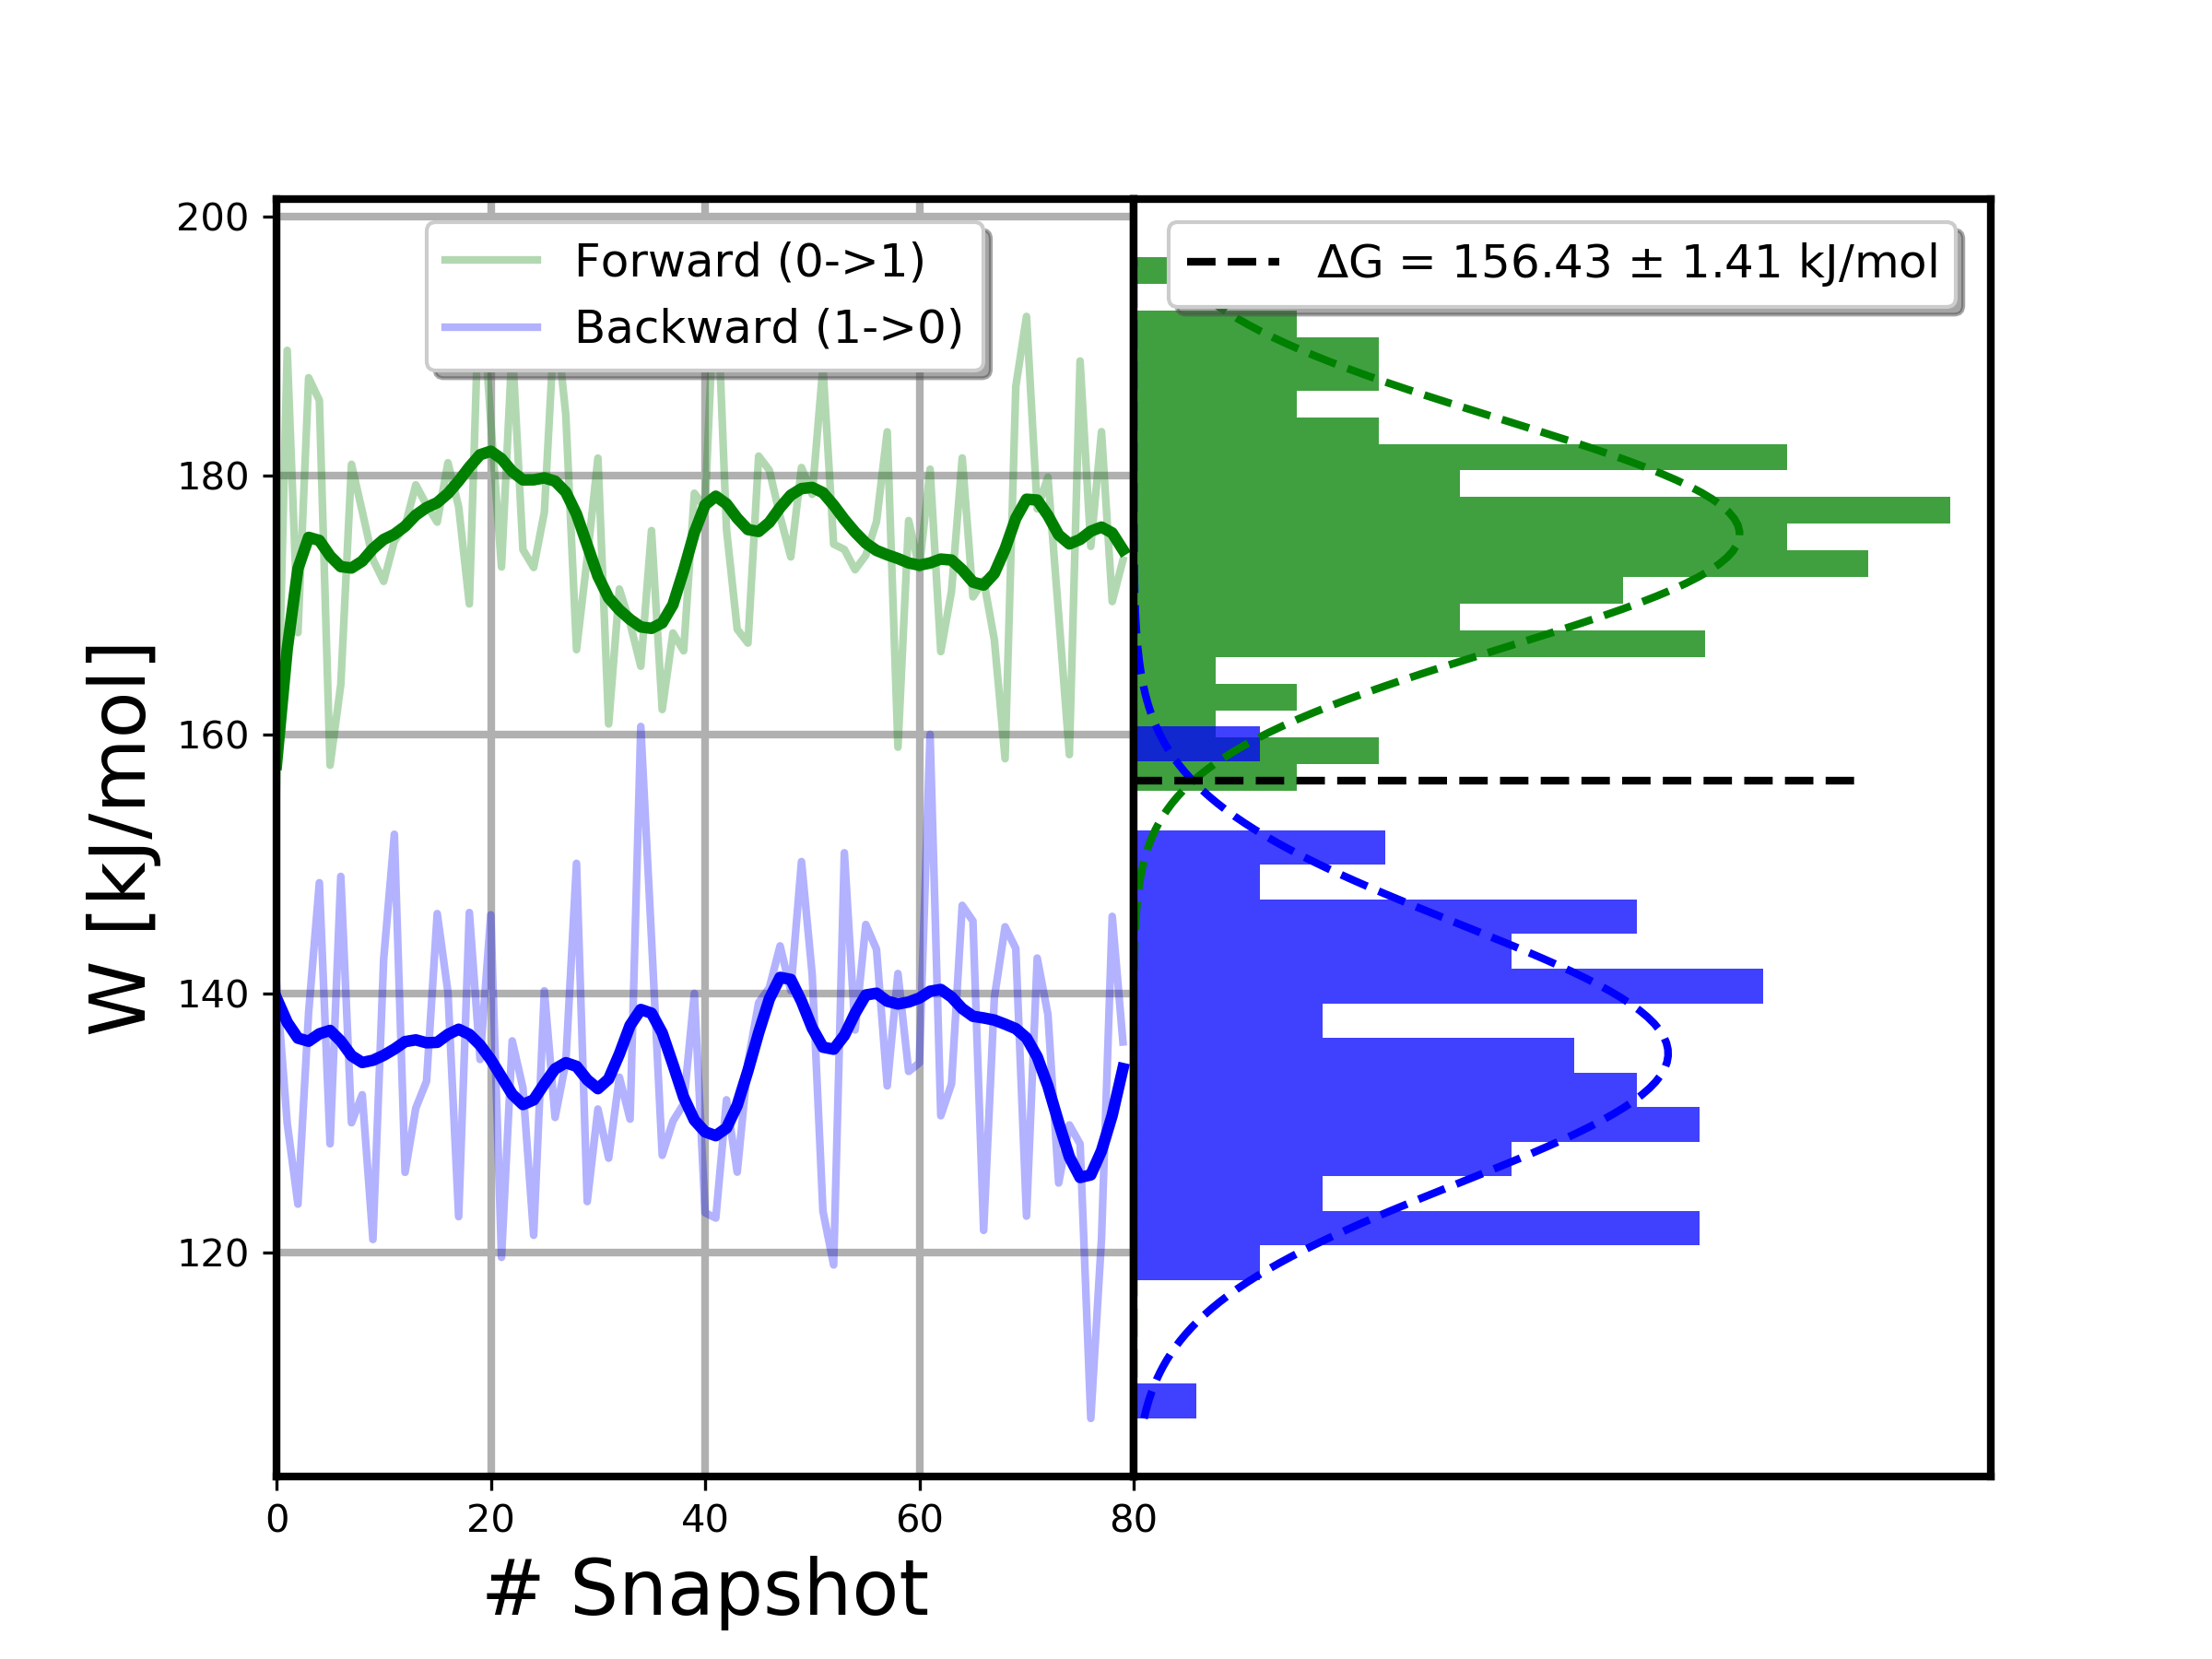 200
180
160
140
120
W [kJ/mol]
Forward (0->1)
Backward (1->0)
ΔG = 156.43 ± 1.41 kJ/mol
0 20 40 60 80
# Snapshot